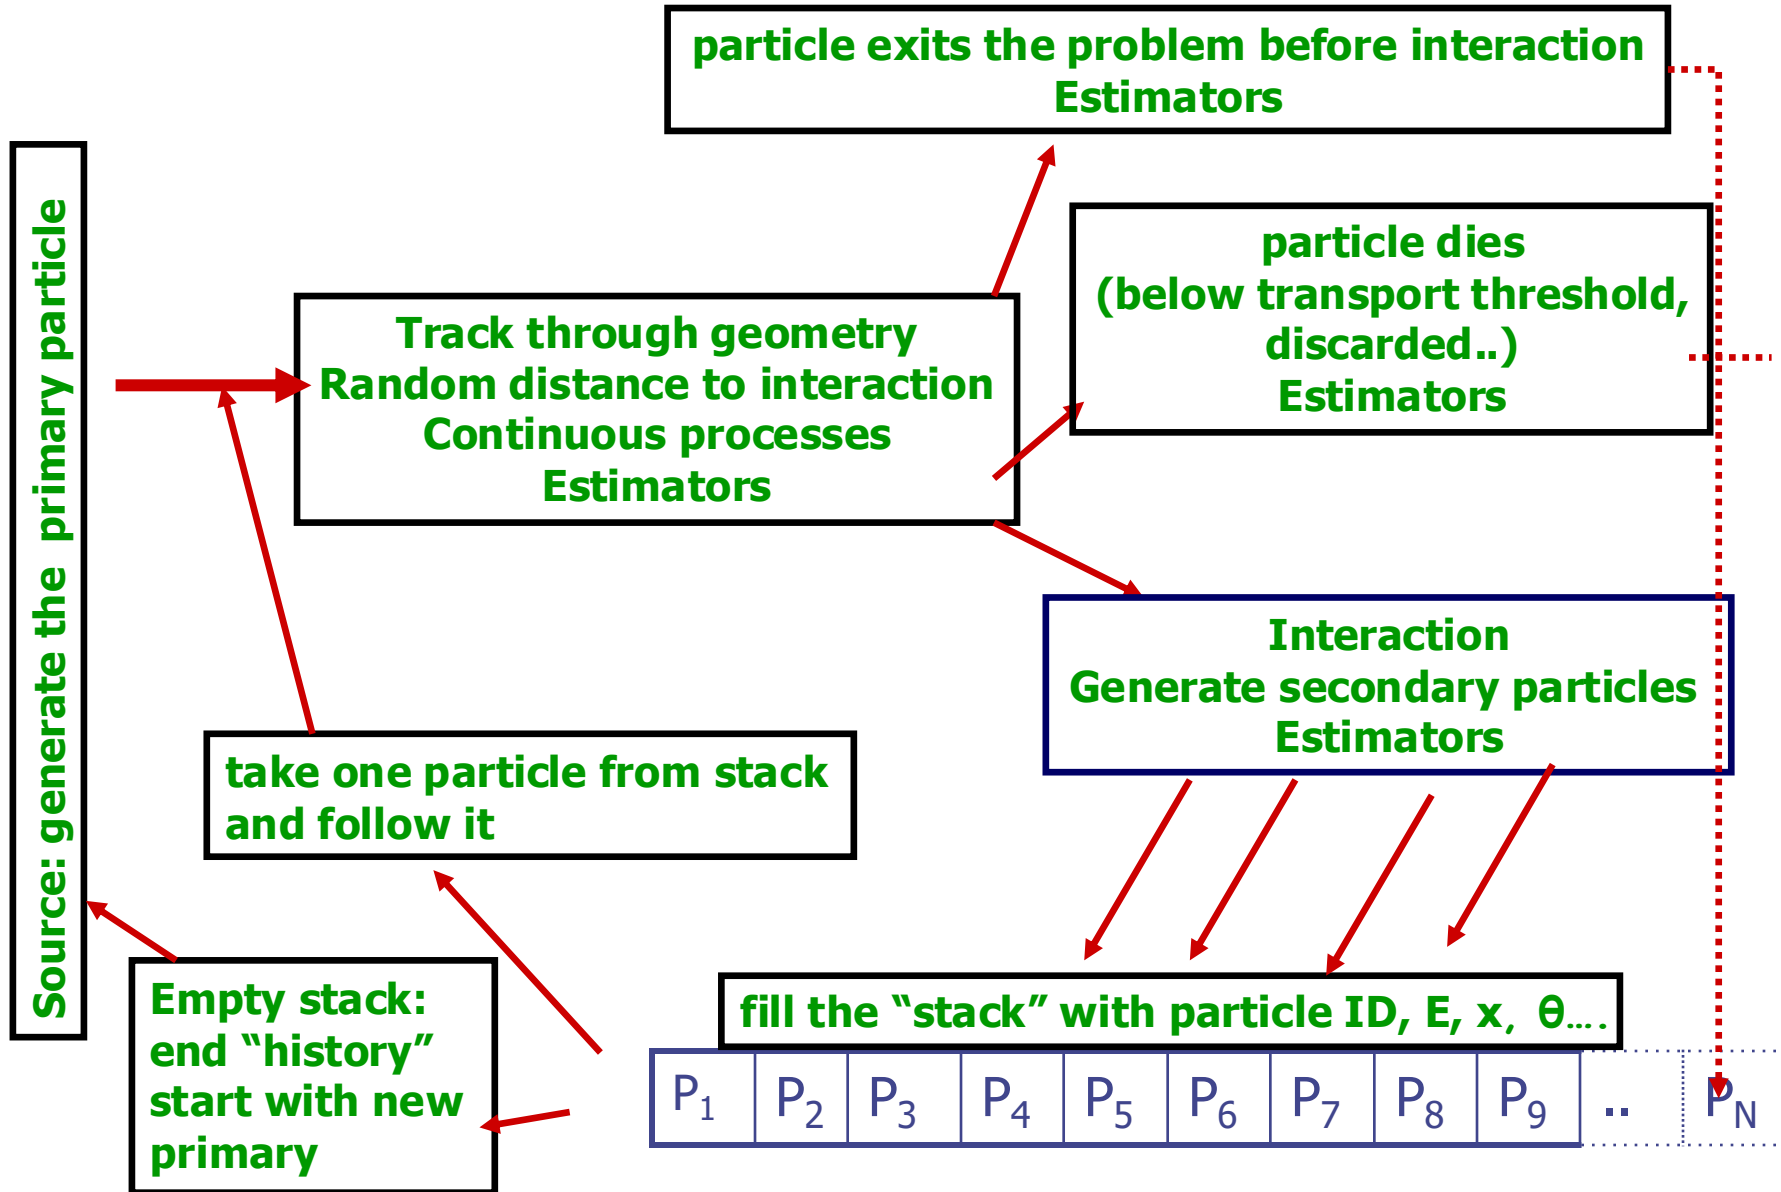 particle exits the problem before interaction
Estimators
Source: generate the primary particle
particle dies
(below transport threshold,
discarded..)
Estimators
Track through geometry
Random distance to interaction
Continuous processes
Estimators
Interaction
Generate secondary particles
Estimators
take one particle from stack
and follow it
Empty stack:
end “history”
start with new
primary
fill the “stack” with particle ID, E, x, θ....
P1 P2 P3 P4 P5 P6 P7 P8 P9 .. PN